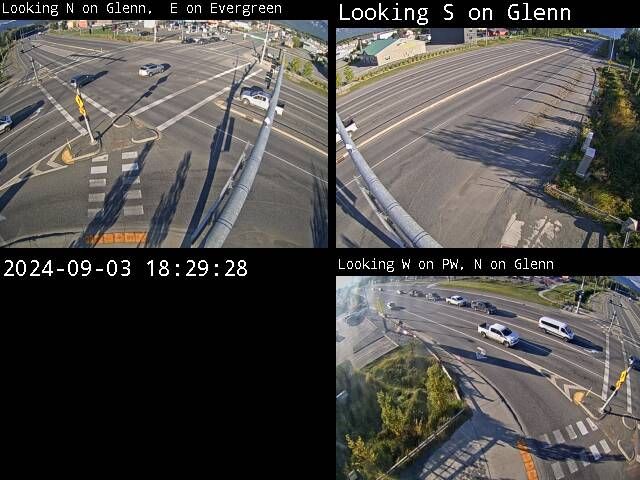 Looking N on Glenn,  E on Evergreen
Looking S on Glenn
2024-09-03 18:29:28
Looking W on PW, N on Glenn